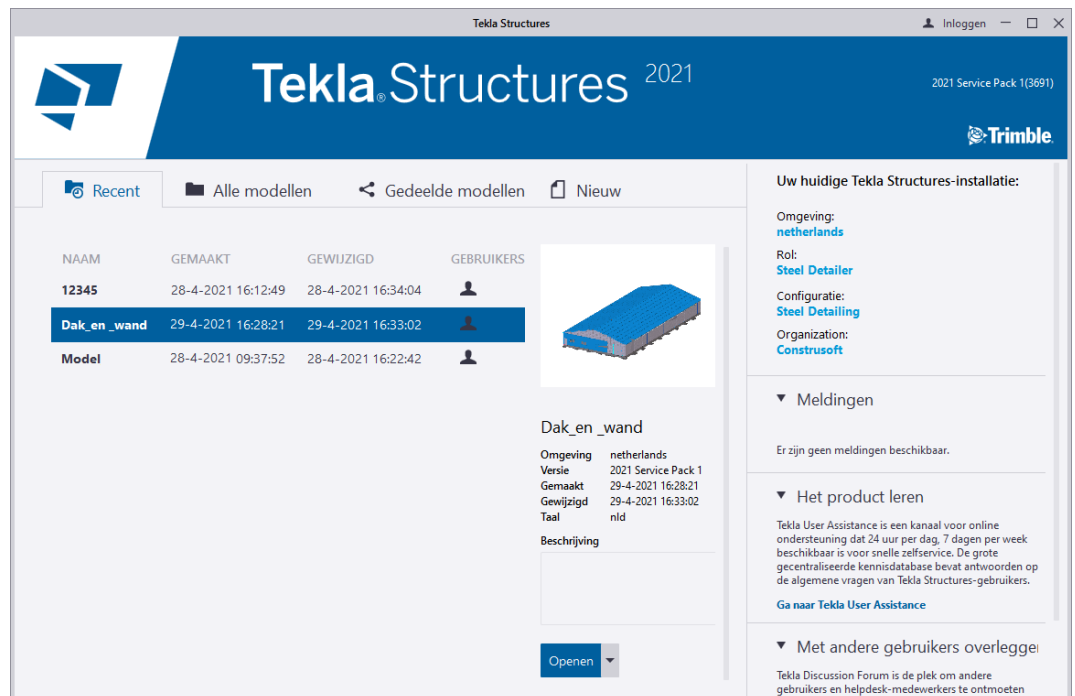 Tekla Structures
Inloggen
Tekla® Structures 2021
2021 Service Pack 1(3691)
Trimble
Recent
Alle modellen
Gedeelde modellen
Nieuw
NAAM GEMAAKT GEWIJZIGD GEBRUIKERS
12345 28-4-2021 16:12:49 28-4-2021 16:34:04
Dak_en _wand 29-4-2021 16:28:21 29-4-2021 16:33:02
Model 28-4-2021 09:37:52 28-4-2021 16:22:42
Dak_en _wand
Omgeving netherlands
Versie 2021 Service Pack 1
Gemaakt 29-4-2021 16:28:21
Gewijzigd 29-4-2021 16:33:02
Taal nld
Beschrijving
Openen
Uw huidige Tekla Structures-installatie:
Omgeving:
netherlands
Rol:
Steel Detailer
Configuratie:
Steel Detailing
Organization:
Construsoft
Meldingen
Er zijn geen meldingen beschikbaar.
Het product leren
Tekla User Assistance is een kanaal voor online
ondersteuning dat 24 uur per dag, 7 dagen per week
beschikbaar is voor snelle zelfservice. De grote
gecentraliseerde kennisdatabase bevat antwoorden op
de algemene vragen van Tekla Structures-gebruikers.
Ga naar Tekla User Assistance
Met andere gebruikers overlegge
Tekla Discussion Forum is de plek om andere
gebruikers en helpdesk-medewerkers te ontmoeten